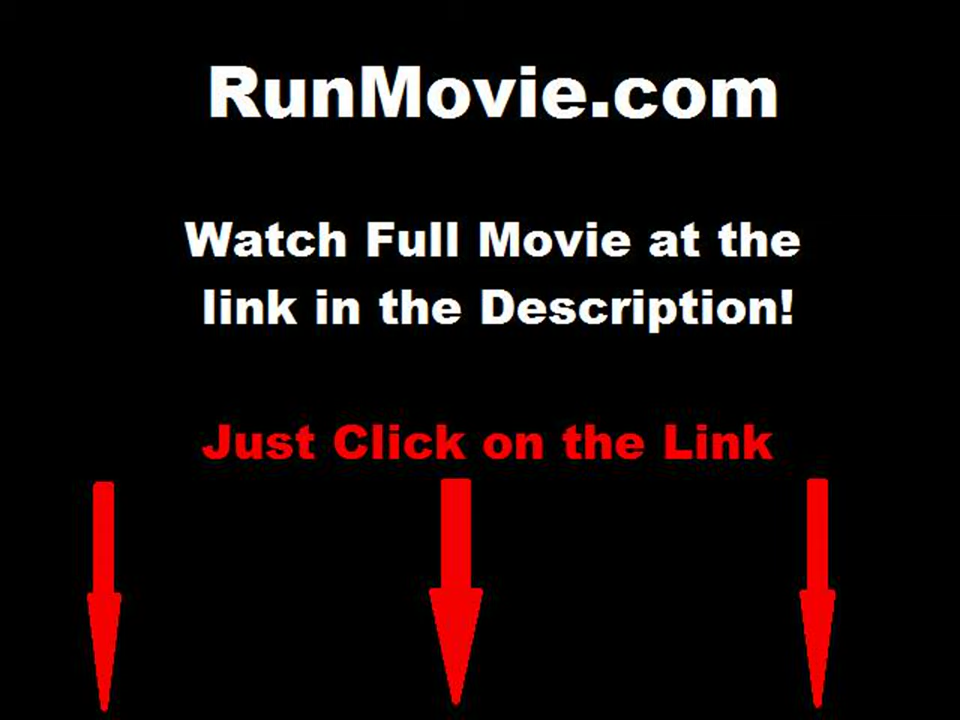 RunMovie.com
Watch Full Movie at the
link in the Description!
Just Click on the Link